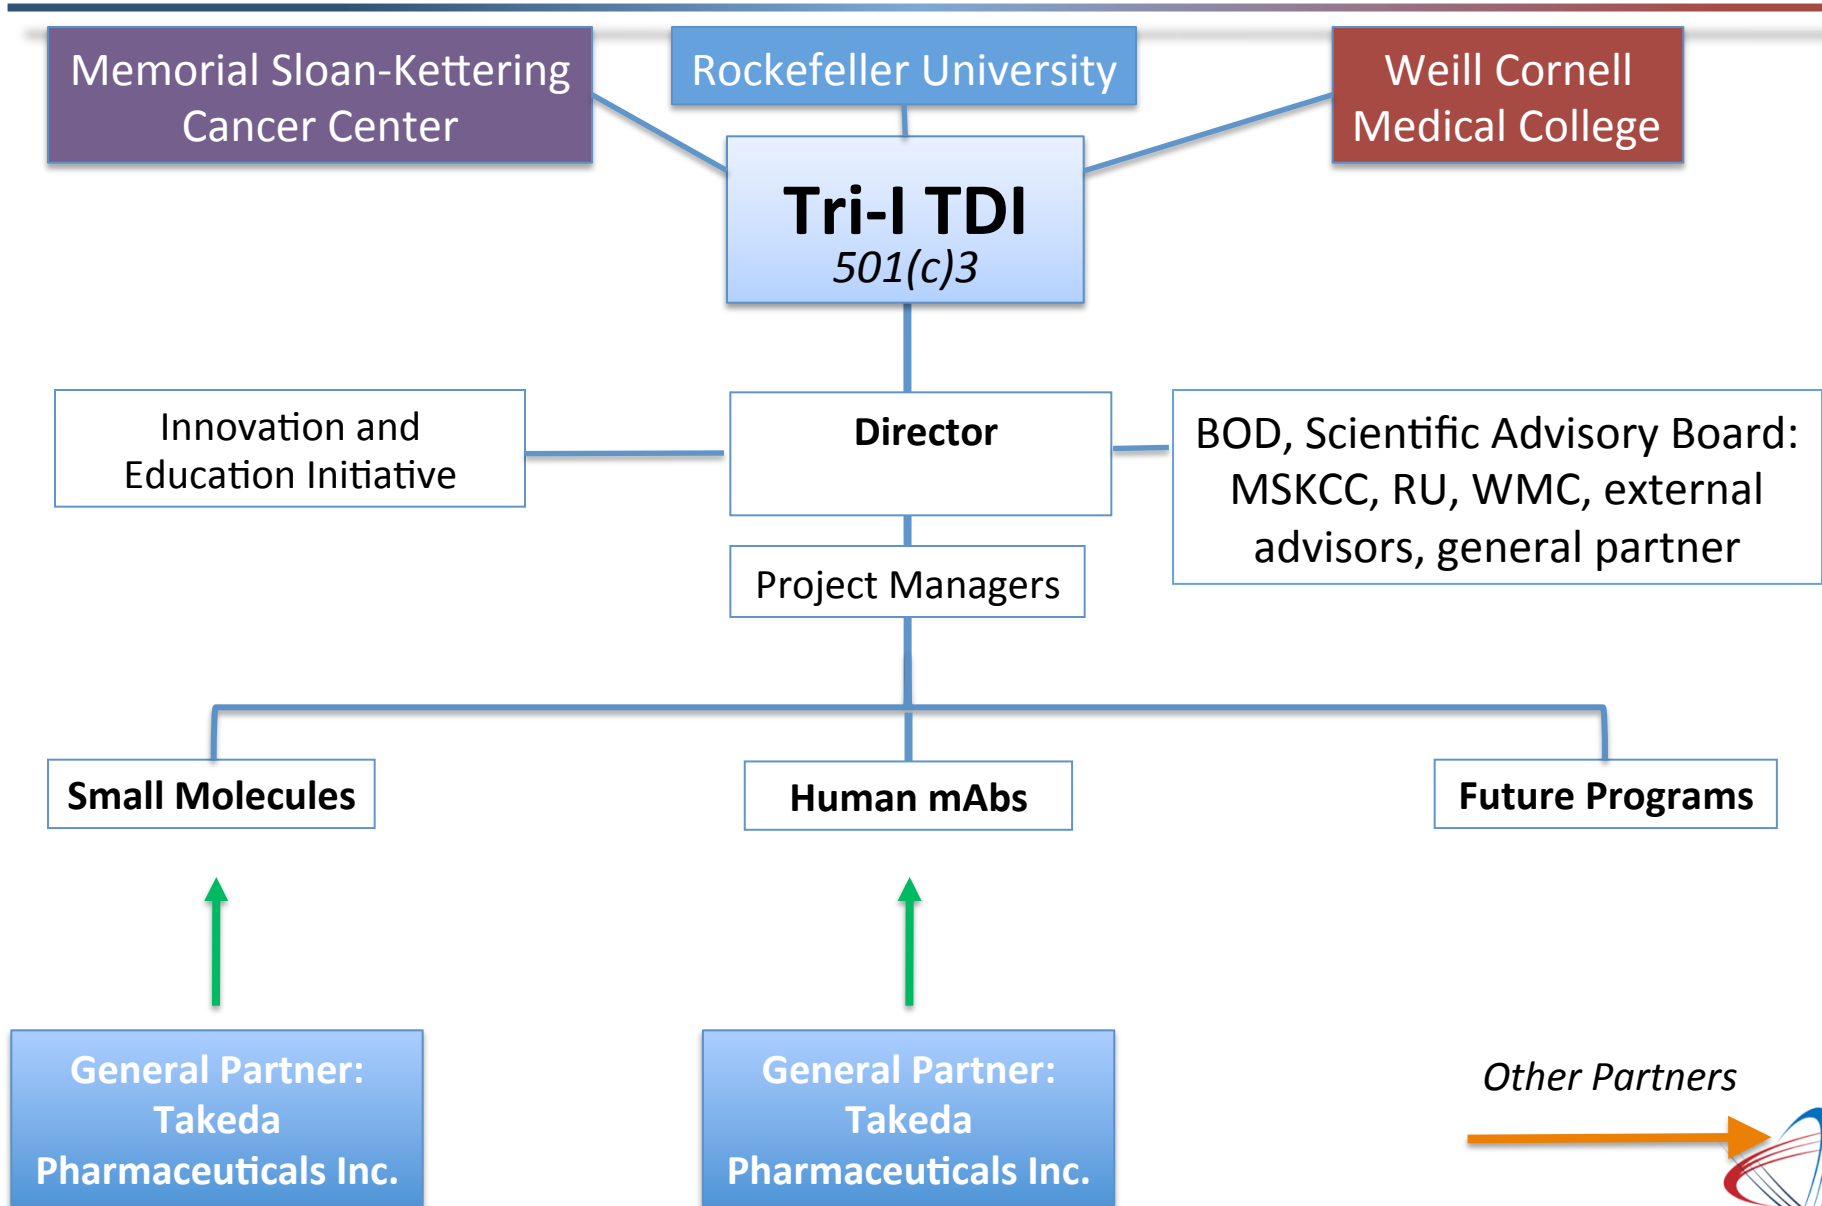 Memorial Sloan-Kettering
Cancer Center
Rockefeller University
Weill Cornell
Medical College
Tri-I TDI
501(c)3
Innovation and
Education Initiative
Director
BOD, Scientific Advisory Board:
MSKCC, RU, WMC, external
advisors, general partner
Project Managers
Small Molecules
Human mAbs
Future Programs
General Partner:
Takeda
Pharmaceuticals Inc.
General Partner:
Takeda
Pharmaceuticals Inc.
Other Partners